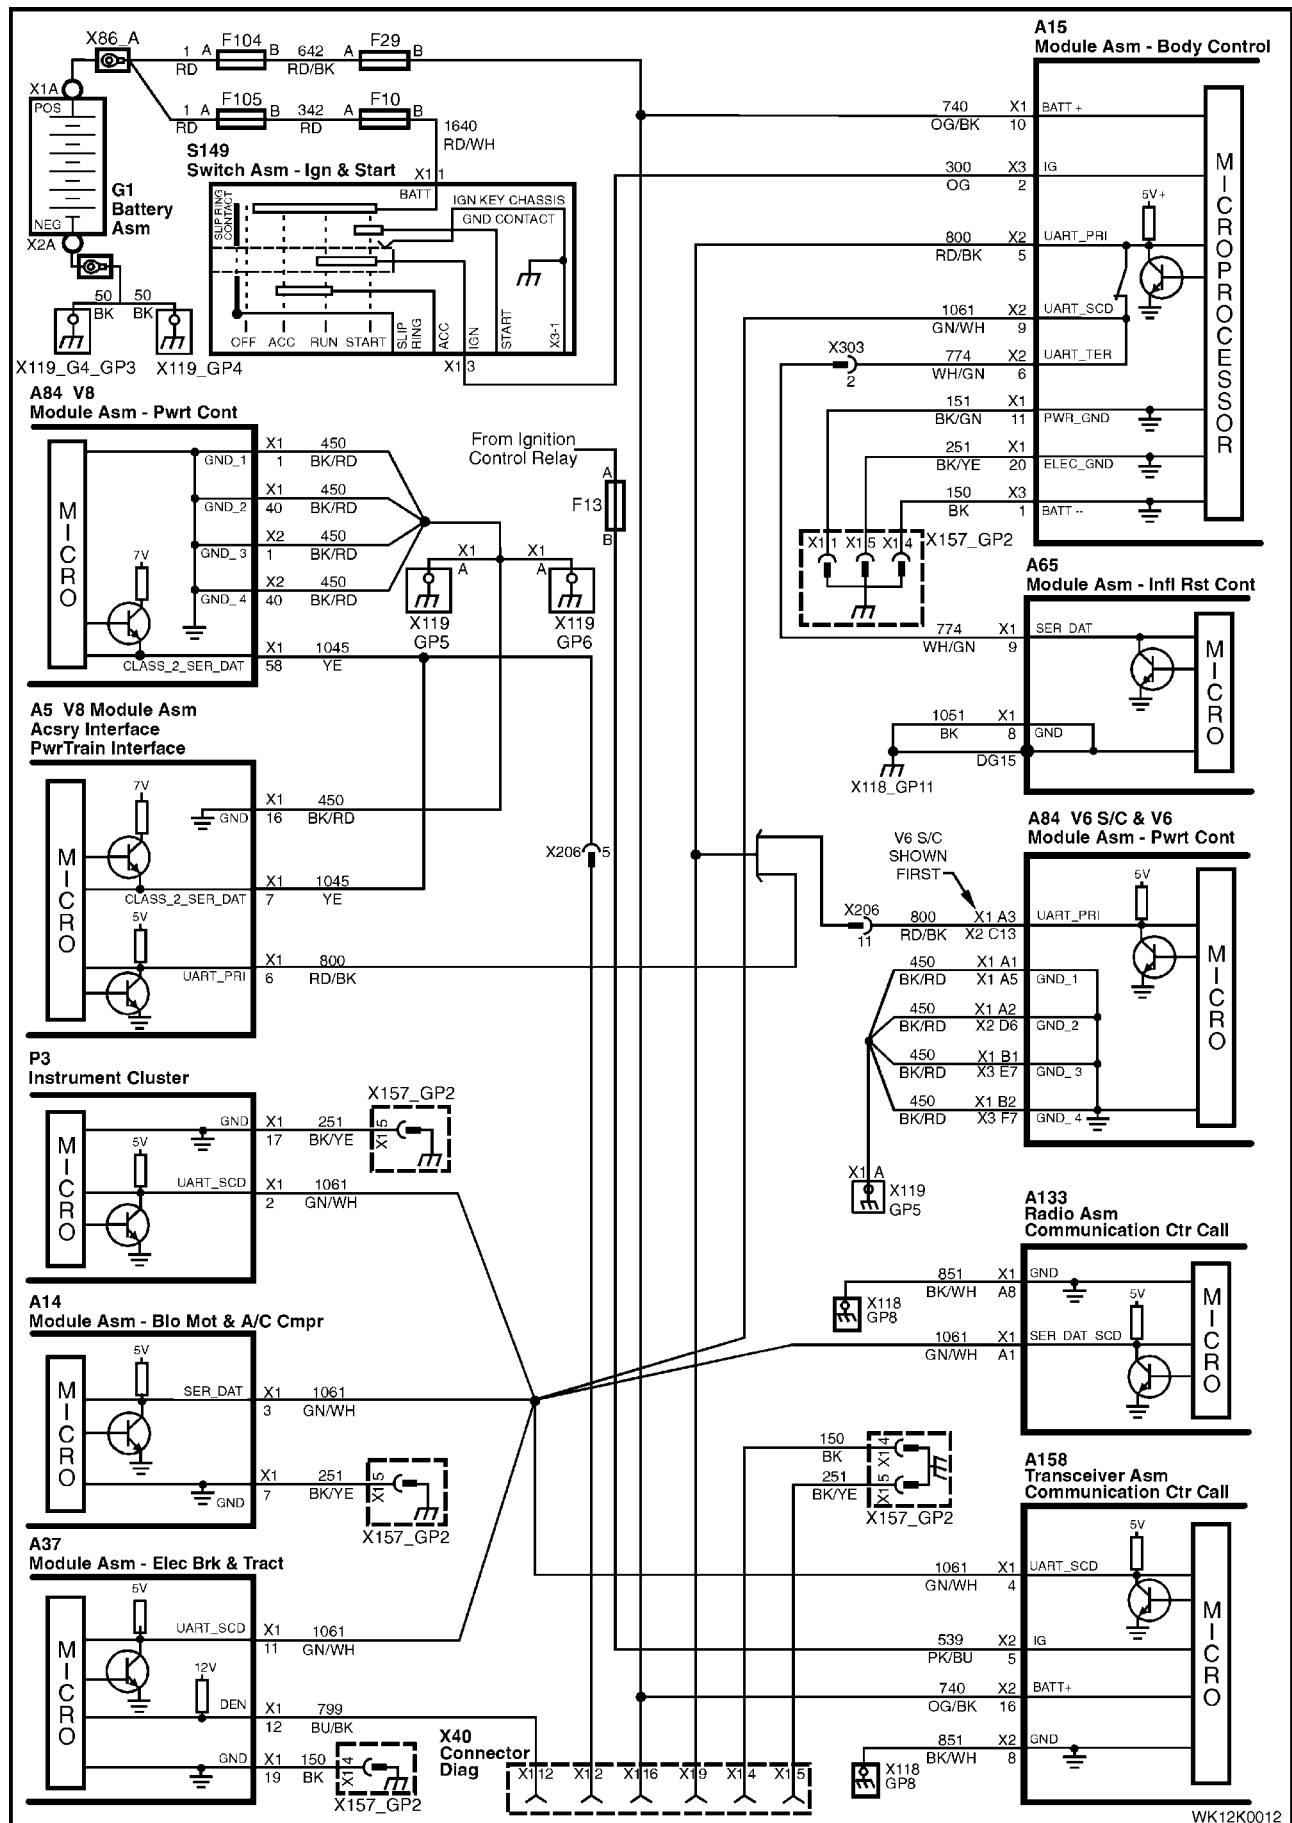 X86_A
1 A F104 B 642 A F29 B
RD RD/BK
1 A F105 B 342 A F10 B
RD RD
1640
RD/WH
X1A
POS
NEG
X2A
G1
Battery
Asm
50 50
BK BK
X119_G4_GP3 X119_GP4
S149
Switch Asm - Ign & Start
X1 1
BATT
IGN KEY CHASSIS
GND CONTACT
SLIP RING
CONTACT
OFF ACC RUN START
SLIP
RING
ACC
IGN
START
X3-1
X1 3
A15
Module Asm - Body Control
MICROPROCESSOR
740 X1 BATT +
OG/BK 10
300 X3 IG
OG 2
5V+
800 X2 UART_PRI
RD/BK 5
1061 X2 UART_SCD
GN/WH 9
X303
2
774 X2 UART_TER
WH/GN 6
151 X1
BK/GN 11 PWR_GND
251 X1
BK/YE 20 ELEC_GND
150 X3
BK 1 BATT --
X1 1 X1 5 X1 4 X157_GP2
A84 V8
Module Asm - Pwrt Cont
MICRO
7V
GND_1 X1 450
1 BK/RD
GND_2 X1 450
40 BK/RD
GND_3 X2 450
1 BK/RD
GND_4 X2 450
40 BK/RD
CLASS_2_SER_DAT X1 1045
58 YE
X1 X1
A A
X119
GP5
X119
GP6
From Ignition
Control Relay
A
F13
B
A65
Module Asm - Infl Rst Cont
MICRO
774 X1 SER DAT
WH/GN 9
1051 X1
BK 8 GND
DG15
X118_GP11
A5 V8 Module Asm
Acsry Interface
PwrTrain Interface
MICRO
7V
GND X1 450
16 BK/RD
CLASS_2_SER_DAT X1 1045
7 YE
5V
UART_PRI X1 800
6 RD/BK
X206 5
A84 V6 S/C & V6
Module Asm - Pwrt Cont
MICRO
5V
V6 S/C
SHOWN
FIRST
X206
11
800 X1 A3 UART_PRI
RD/BK X2 C13
450 X1 A1
BK/RD X1 A5 GND_1
450 X1 A2
BK/RD X2 D6 GND_2
450 X1 B1
BK/RD X3 E7 GND_3
450 X1 B2
BK/RD X3 F7 GND_4
X1 A
X119
GP5
P3
Instrument Cluster
MICRO
GND X1 251
17 BK/YE
X157_GP2
X1 5
5V
UART_SCD X1 1061
2 GN/WH
A133
Radio Asm
Communication Ctr Call
MICRO
851 X1 GND
BK/WH A8
X118
GP8
5V
1061 X1 SER DAT SCD
GN/WH A1
A14
Module Asm - Blo Mot & A/C Cmpr
MICRO
5V
SER_DAT X1 1061
3 GN/WH
X1 251
GND 7 BK/YE
X1 5
X157_GP2
150
BK
251
BK/YE
X1 4
X1 5
X157_GP2
A158
Transceiver Asm
Communication Ctr Call
MICRO
5V
1061 X1 UART_SCD
GN/WH 4
539 X2 IG
PK/BU 5
740 X2 BATT+
OG/BK 16
851 X2 GND
BK/WH 8
X118
GP8
A37
Module Asm - Elec Brk & Tract
MICRO
5V
UART_SCD X1 1061
11 GN/WH
12V
DEN X1 799
12 BU/BK
GND X1 150
19 BK
X1 4
X157_GP2
X40
Connector
Diag
X1 12 X1 2 X1 16 X1 9 X1 4 X1 5
WK12K0012